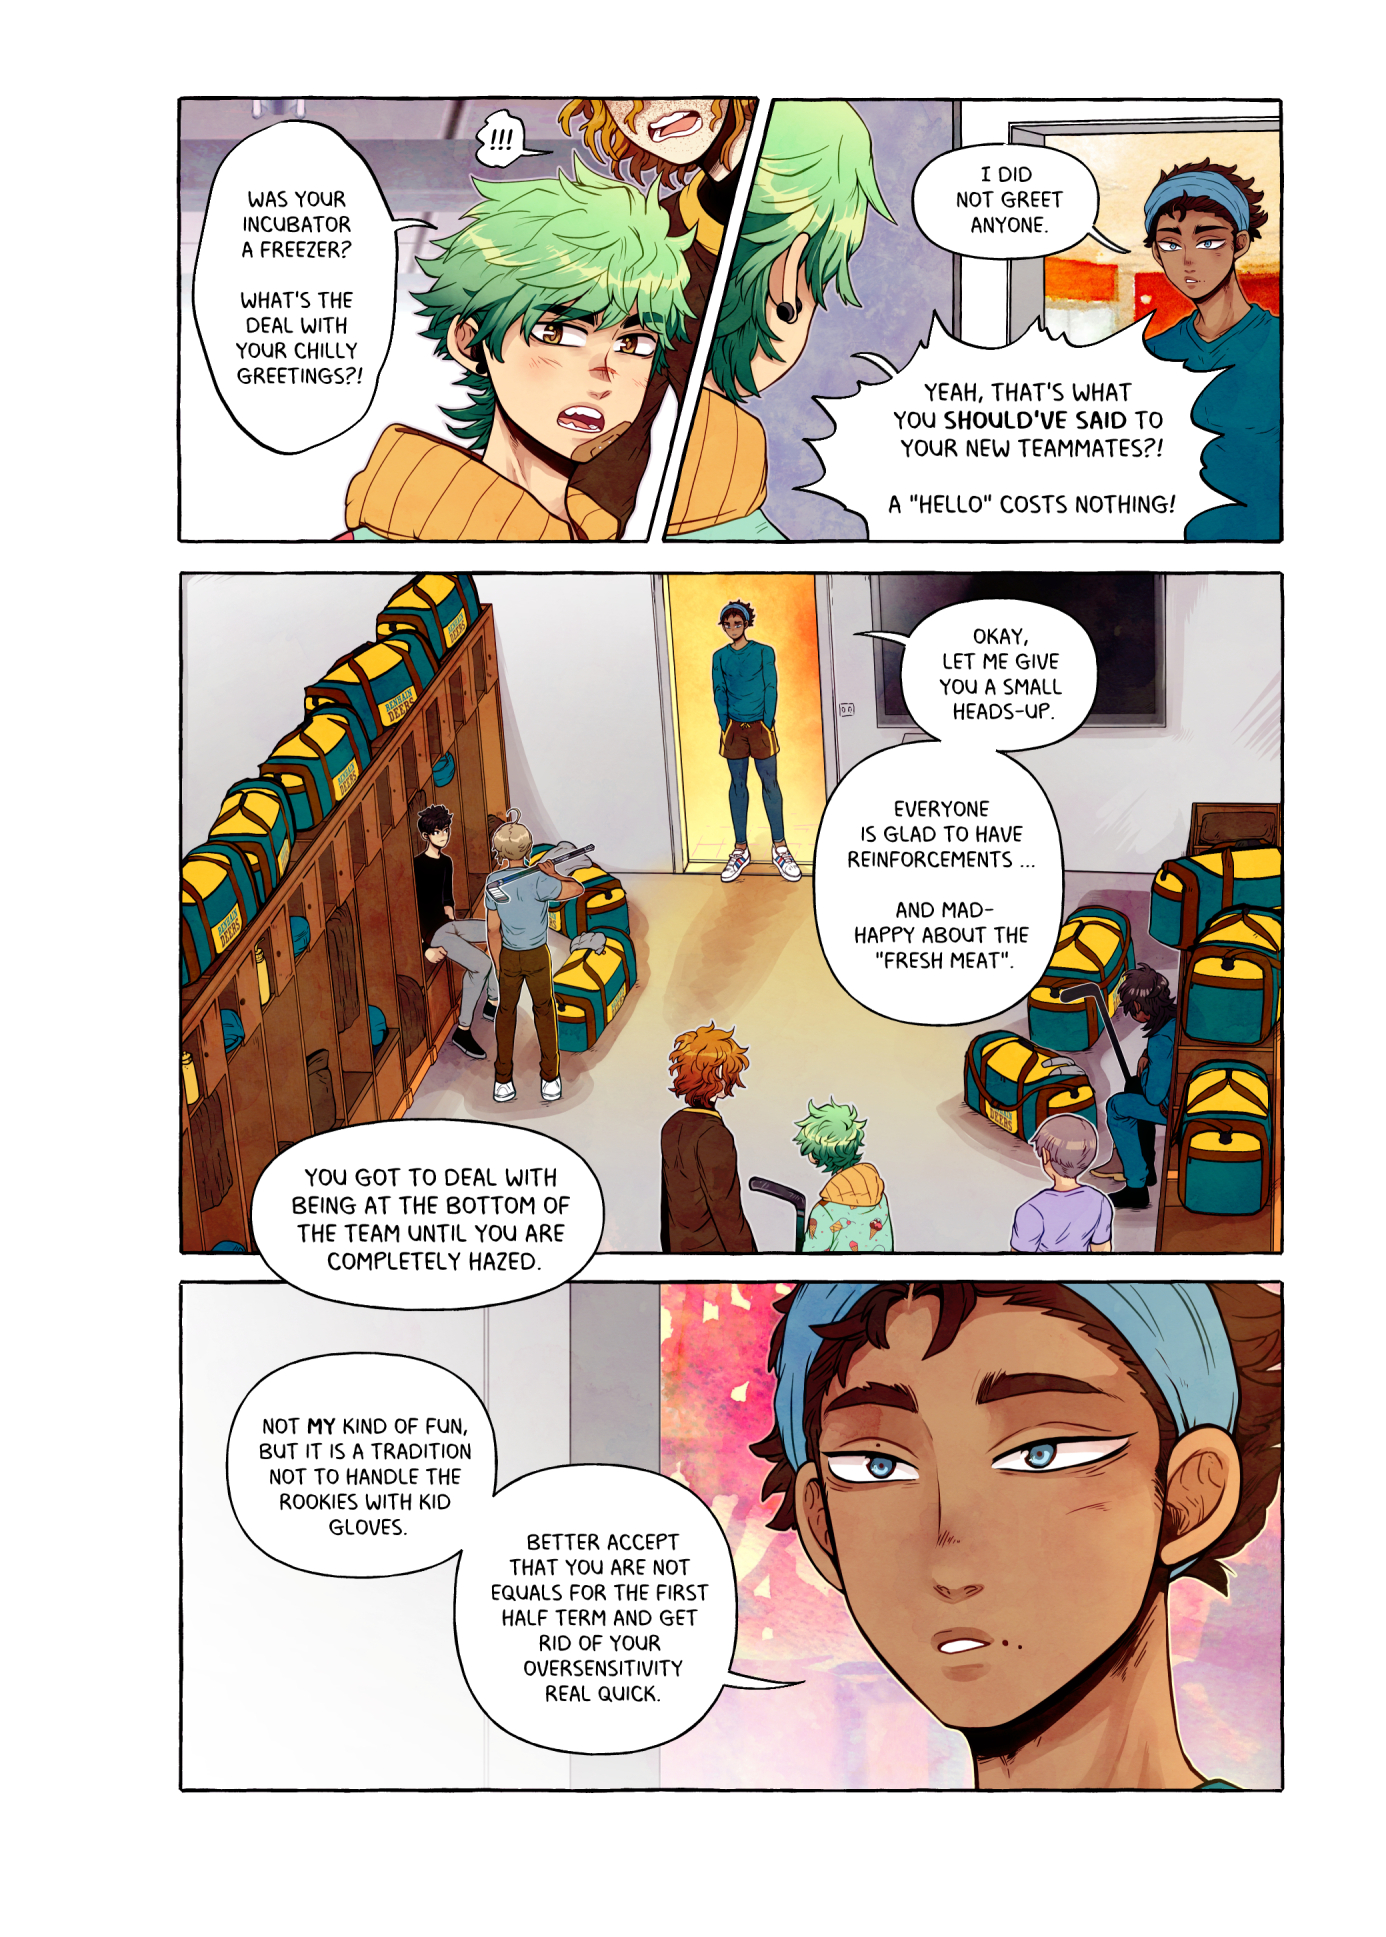 WAS YOUR
INCUBATOR
A FREEZER?
WHAT'S THE
DEAL WITH
YOUR CHILLY
GREETINGS?!
!!!
I DID
NOT GREET
ANYONE.
YEAH, THAT'S WHAT
YOU SHOULD'VE SAID TO
YOUR NEW TEAMMATES?!
A "HELLO" COSTS NOTHING!
OKAY,
LET ME GIVE
YOU A SMALL
HEADS-UP.
EVERYONE
IS GLAD TO HAVE
REINFORCEMENTS ...
AND MAD-
HAPPY ABOUT THE
"FRESH MEAT".
DEERS
DEERS
DEERS
DEERS
DEERS
YOU GOT TO DEAL WITH
BEING AT THE BOTTOM OF
THE TEAM UNTIL YOU ARE
COMPLETELY HAZED.
NOT MY KIND OF FUN,
BUT IT IS A TRADITION
NOT TO HANDLE THE
ROOKIES WITH KID
GLOVES.
BETTER ACCEPT
THAT YOU ARE NOT
EQUALS FOR THE FIRST
HALF TERM AND GET
RID OF YOUR
OVERSENSITIVITY
REAL QUICK.